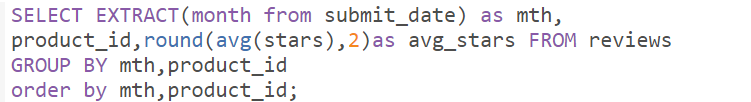 SELECT EXTRACT(month from submit_date) as mth,
product_id,round(avg(stars),2)as avg_stars FROM reviews
GROUP BY mth,product_id
order by mth,product_id;